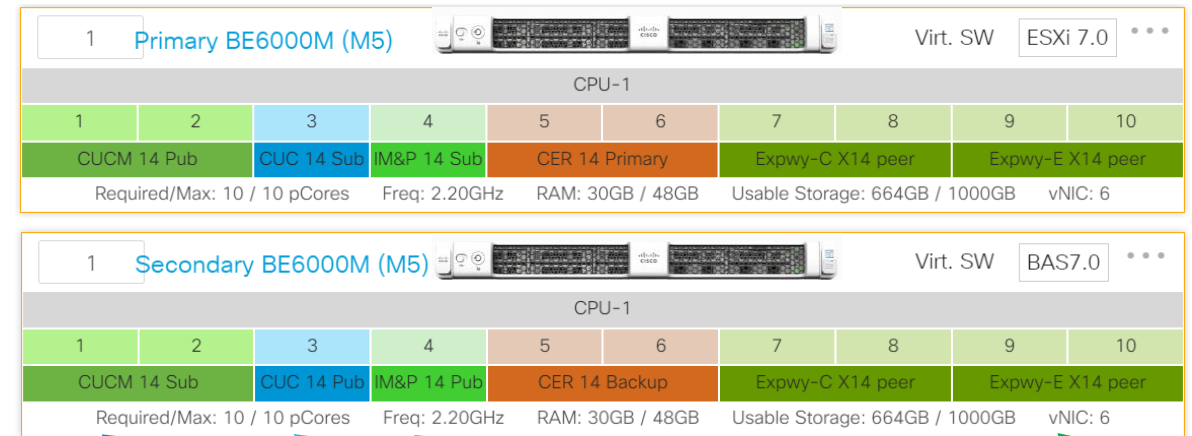 1 Primary BE6000M (M5) CISCO Virt. SW ESXi 7.0
CPU-1
1 2 3 4 5 6 7 8 9 10
CUCM 14 Pub CUC 14 Sub IM&P 14 Sub CER 14 Primary Expwy-C X14 peer Expwy-E X14 peer
Required/Max: 10 / 10 pCores Freq: 2.20GHz RAM: 30GB / 48GB Usable Storage: 664GB / 1000GB vNIC: 6
1 Secondary BE6000M (M5) CISCO Virt. SW BAS7.0
CPU-1
1 2 3 4 5 6 7 8 9 10
CUCM 14 Sub CUC 14 Pub IM&P 14 Pub CER 14 Backup Expwy-C X14 peer Expwy-E X14 peer
Required/Max: 10 / 10 pCores Freq: 2.20GHz RAM: 30GB / 48GB Usable Storage: 664GB / 1000GB vNIC: 6